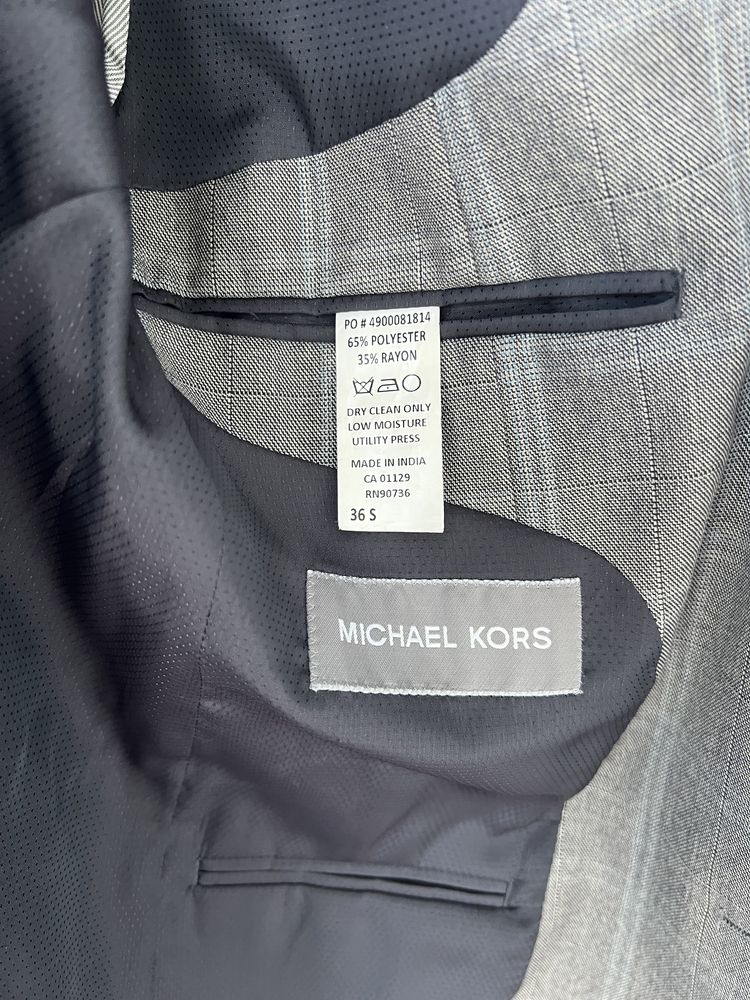 PO # 4900081814
65% POLYESTER
35% RAYON
DRY CLEAN ONLY
LOW MOISTURE
UTILITY PRESS
MADE IN INDIA
CA 01129
RN90736
36 S
MICHAEL KORS